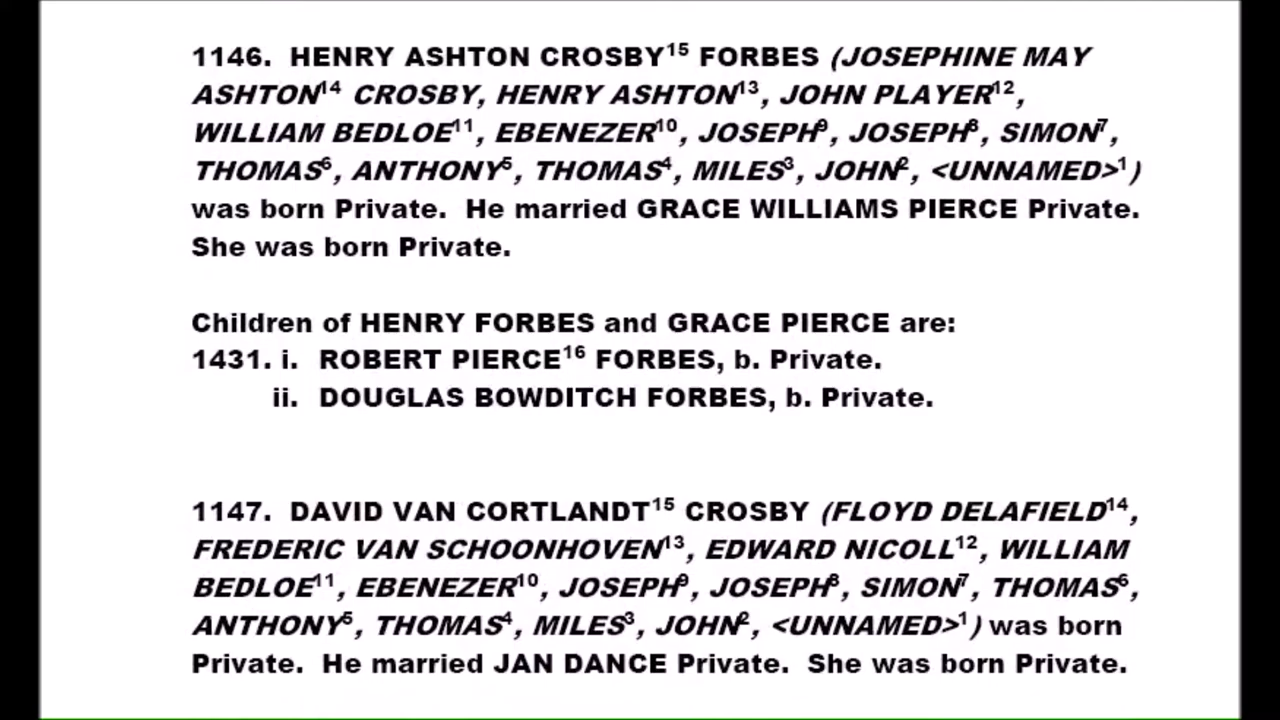 1146. HENRY ASHTON CROSBY15 FORBES (JOSEPHINE MAY
ASHTON14 CROSBY, HENRY ASHTON13, JOHN PLAYER12,
WILLIAM BEDLOE11, EBENEZER10, JOSEPH9, JOSEPH8, SIMON7,
THOMAS6, ANTHONY5, THOMAS4, MILES3, JOHN2, <UNNAMED>1)
was born Private. He married GRACE WILLIAMS PIERCE Private.
She was born Private.
Children of HENRY FORBES and GRACE PIERCE are:
1431. i. ROBERT PIERCE16 FORBES, b. Private.
ii. DOUGLAS BOWDITCH FORBES, b. Private.
1147. DAVID VAN CORTLANDT15 CROSBY (FLOYD DELAFIELD14,
FREDERIC VAN SCHOONHOVEN13, EDWARD NICOLL12, WILLIAM
BEDLOE11, EBENEZER10, JOSEPH9, JOSEPH8, SIMON7, THOMAS6,
ANTHONY5, THOMAS4, MILES3, JOHN2, <UNNAMED>1) was born
Private. He married JAN DANCE Private. She was born Private.